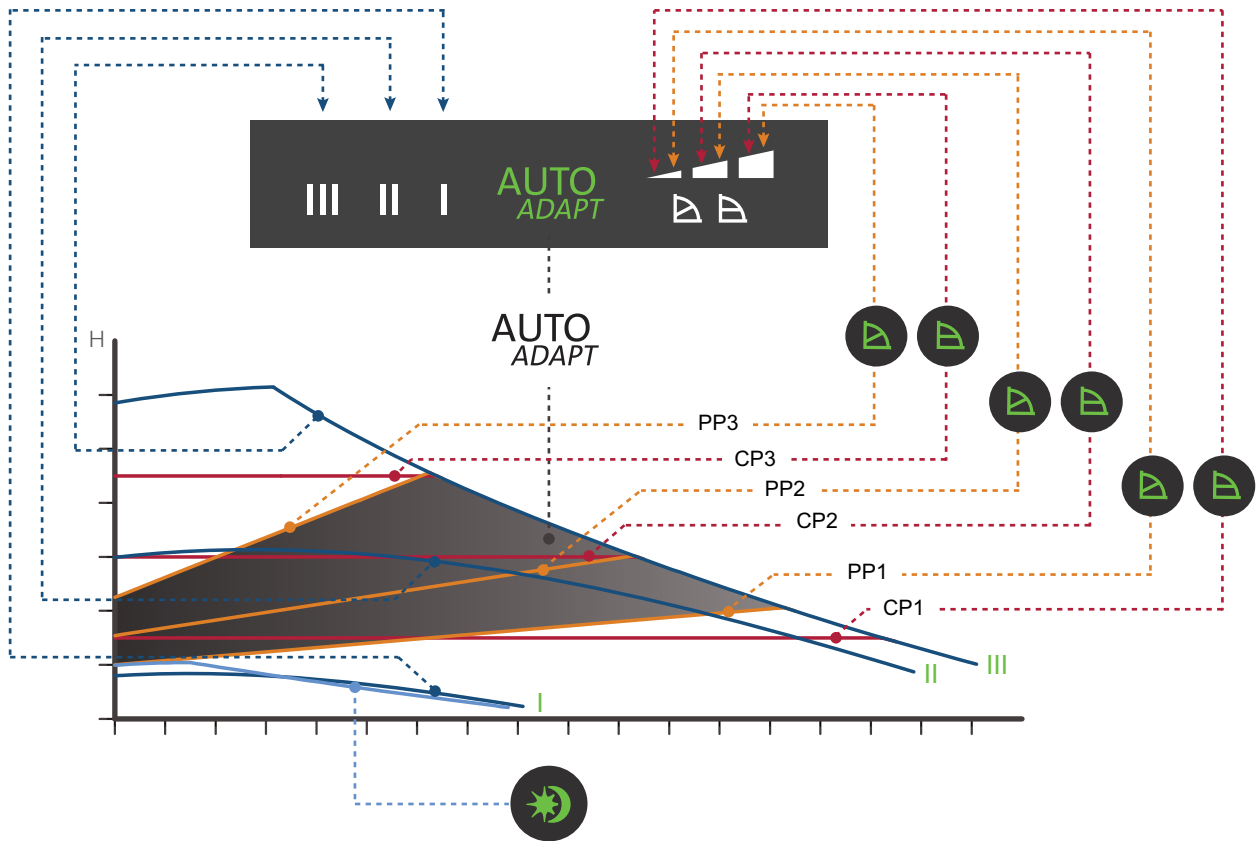 III II I AUTO
ADAPT
AUTO
ADAPT
H
PP3
CP3
PP2
CP2
PP1
CP1
III
II
I